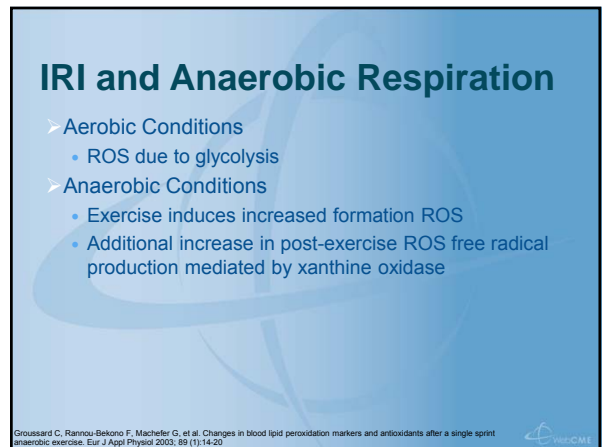 IRI and Anaerobic Respiration
➢Aerobic Conditions
• ROS due to glycolysis
➢Anaerobic Conditions
• Exercise induces increased formation ROS
• Additional increase in post-exercise ROS free radical
production mediated by xanthine oxidase
Groussard C, Rannou-Bekono F, Machefer G, et al. Changes in blood lipid peroxidation markers and antioxidants after a single sprint
anaerobic exercise. Eur J Appl Physiol 2003; 89 (1):14-20
WebCME